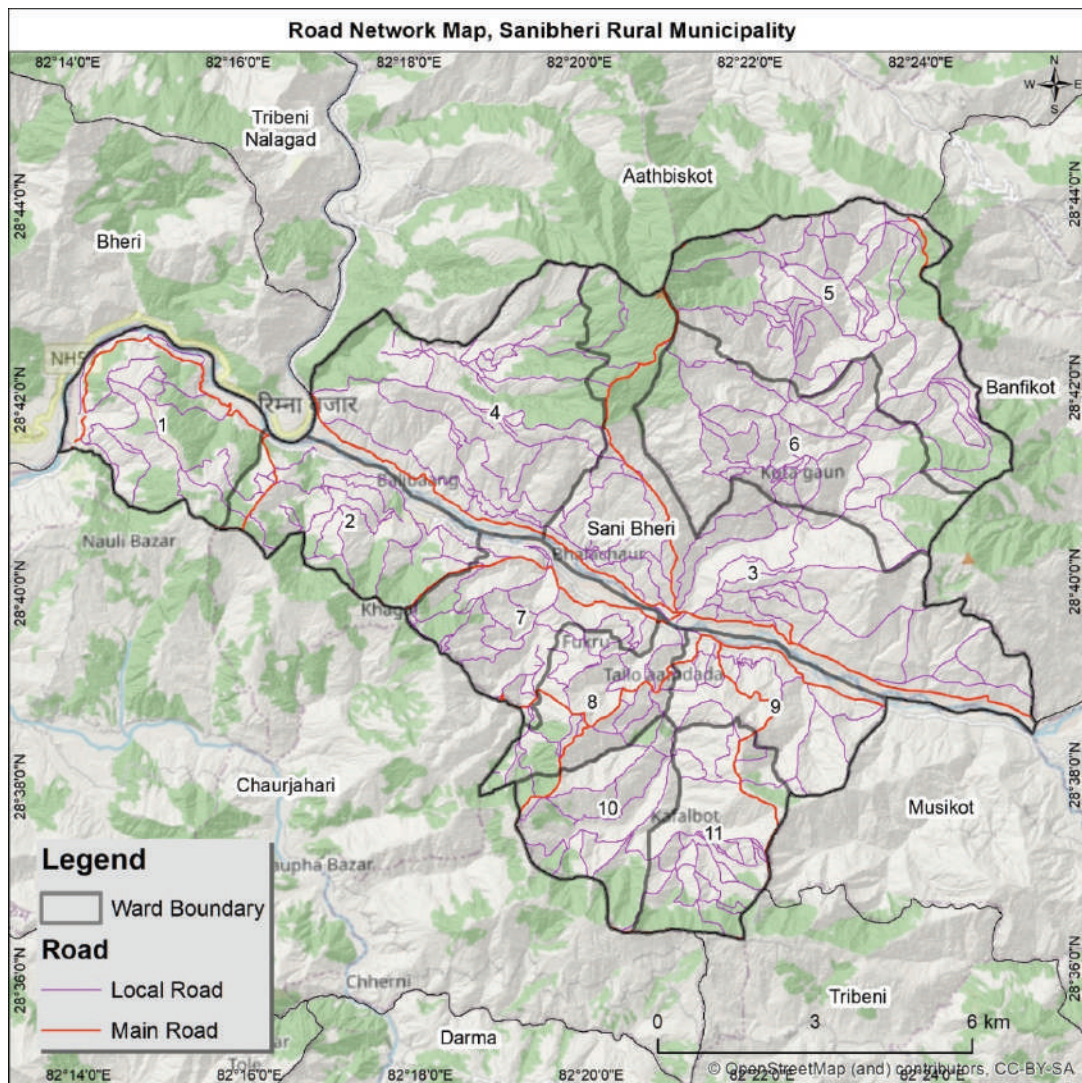 Road Network Map, Sanibheri Rural Municipality
82°14'0"E 82°16'0"E 82°18'0"E 82°20'0"E 82°22'0"E 82°24'0"E
N
W E
S
Tribeni
Nalagad
Aathbiskot
28°44'0"N 28°44'0"N
Bheri
5
NH5
28°42'0"N 28°42'0"N
Banfikot
रिम्ना बजार
4
1
6
Kota gaun
2
Sani Bheri
Nauli Bazar
3
28°40'0"N 28°40'0"N
7
Tallo
8
9
28°38'0"N 28°38'0"N
Chaurjahari
10
Musikot
Kafalbot
11
Legend
Ward Boundary
Bazar
Road
Local Road
Main Road
28°36'0"N 28°36'0"N
Chherni
Tribeni
0 3 6 km
Darma
Tole
© OpenStreetMap (and) contributors, CC-BY-SA
82°14'0"E 82°16'0"E 82°18'0"E 82°20'0"E 82°22'0"E 82°24'0"E